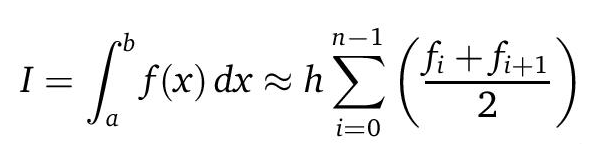 I = ∫_a^b f(x) dx ≈ h ∑_{i=0}^{n−1} ( (f_i + f_{i+1}) / 2 )